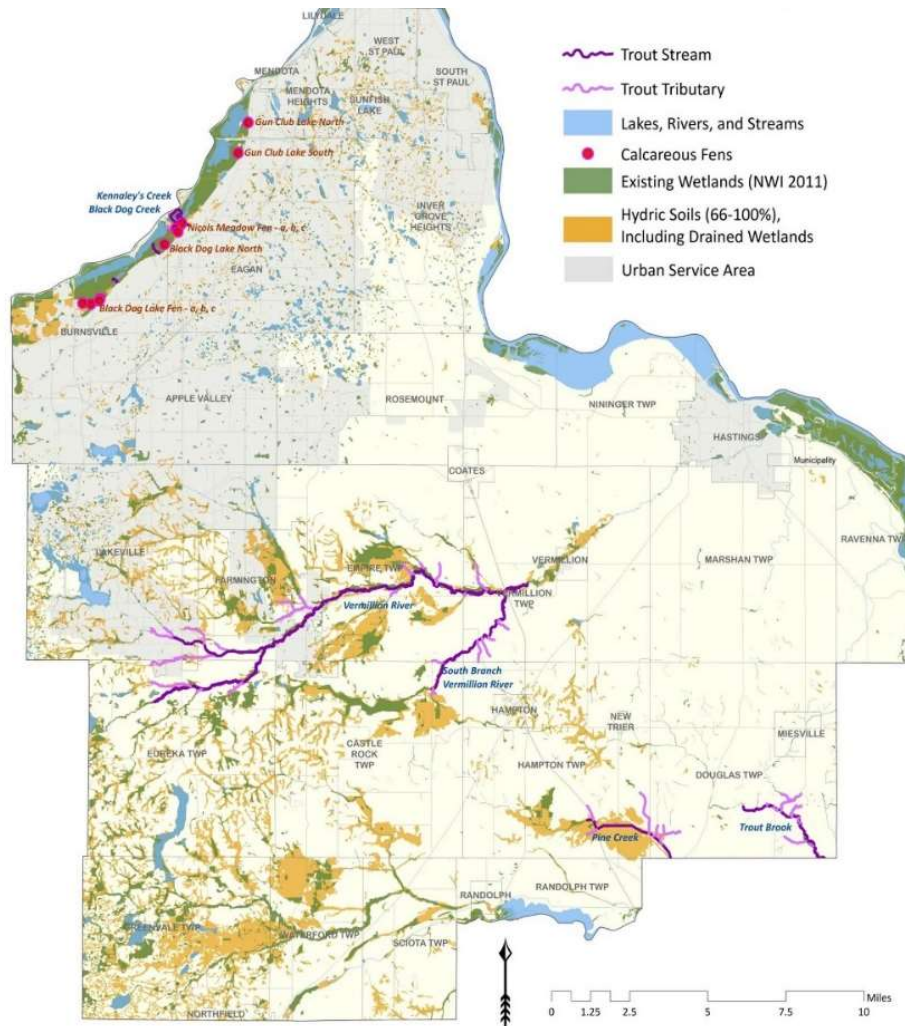 LILYDALE
WEST
ST PAUL
MENDOTA
SOUTH
ST PAUL
MENDOTA
HEIGHTS
SUNFISH
LAKE
Gun Club Lake North
Gun Club Lake South
Kennaley's Creek
Black Dog Creek
Nicols Meadow Fen - a, b, c
INVER
GROVE
HEIGHTS
Black Dog Lake North
EAGAN
Black Dog Lake Fen - a, b, c
BURNSVILLE
Trout Stream
Trout Tributary
Lakes, Rivers, and Streams
Calcareous Fens
Existing Wetlands (NWI 2011)
Hydric Soils (66-100%),
Including Drained Wetlands
Urban Service Area
APPLE VALLEY
ROSEMOUNT
NININGER TWP
HASTINGS
Municipality
COATES
RAVENNA TWP
LAKEVILLE
FARMINGTON
EMPIRE TWP
VERMILLION
MARSHAN TWP
VERMILLION
TWP
Vermillion River
South Branch
Vermillion River
HAMPTON
NEW
TRIER
MIESVILLE
EUREKA TWP
CASTLE
ROCK
TWP
HAMPTON TWP
DOUGLAS TWP
Pine Creek
Trout Brook
RANDOLPH
RANDOLPH TWP
GREENVALE TWP
WATERFORD TWP
SCIOTA TWP
NORTHFIELD
Miles
0 1.25 2.5 5 7.5 10